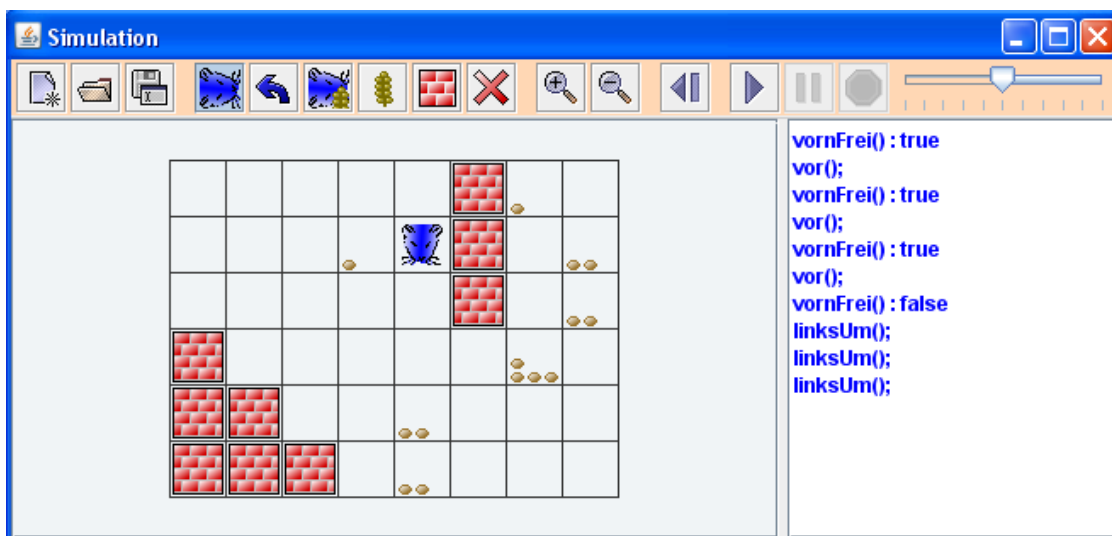 Simulation
vornFrei() : true
vor();
vornFrei() : true
vor();
vornFrei() : true
vor();
vornFrei() : false
linksUm();
linksUm();
linksUm();